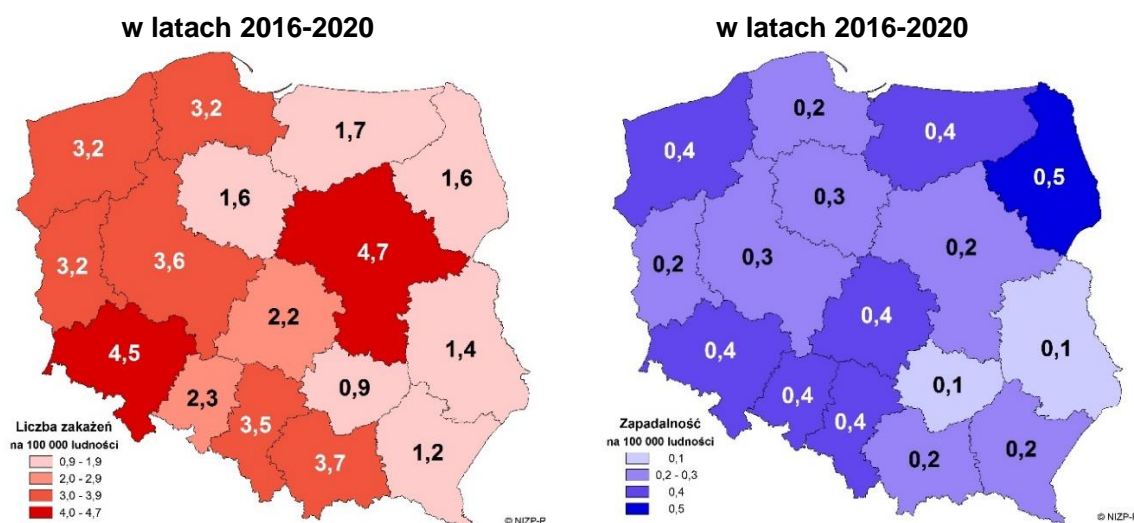 w latach 2016-2020
3,2
3,2
1,7
1,6
1,6
4,7
3,2
3,6
2,2
4,5
1,4
2,3
0,9
3,5
3,7
1,2
Liczba zakażeń
na 100 000 ludności
0,9 - 1,9
2,0 - 2,9
3,0 - 3,9
4,0 - 4,7
© NIZP-P
w latach 2016-2020
0,2
0,4
0,4
0,5
0,3
0,2
0,2
0,3
0,4
0,4
0,1
0,4
0,1
0,4
0,2
0,2
Zapadalność
na 100 000 ludności
0,1
0,2 - 0,3
0,4
0,5
© NIZP-